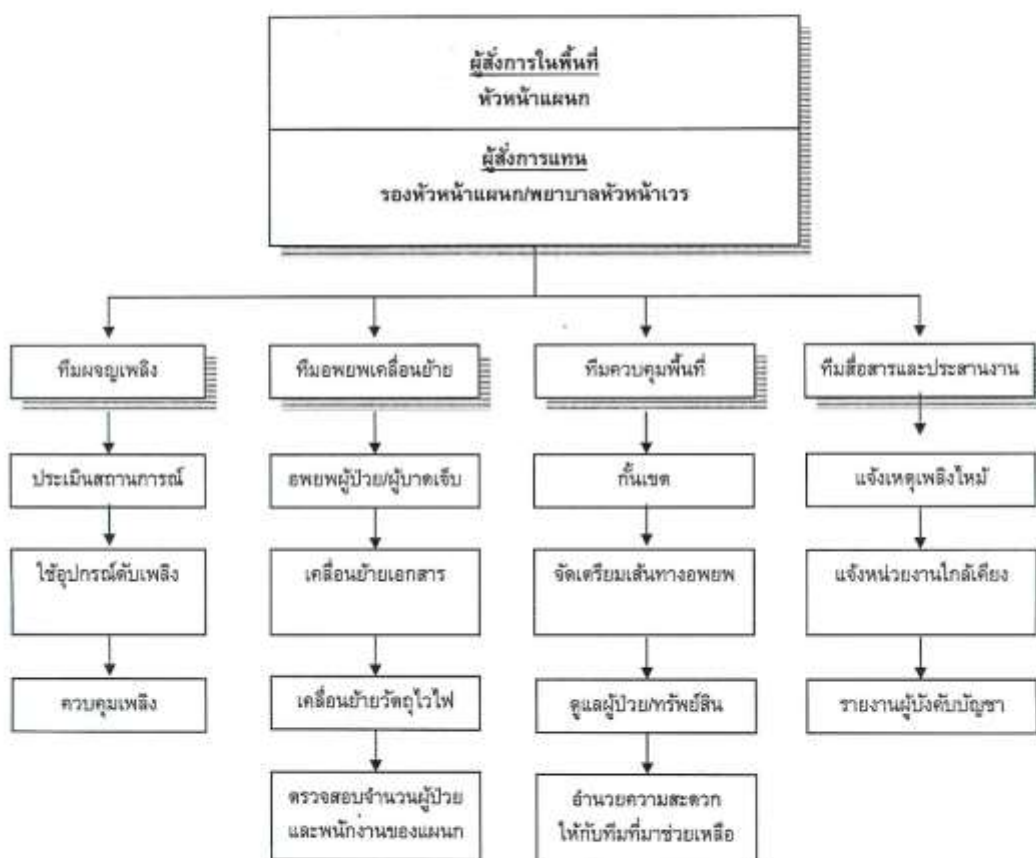 ผู้สั่งการในพื้นที่
หัวหน้าแผนก
ผู้สั่งการแทน
รองหัวหน้าแผนก/พยาบาลหัวหน้าเวร
ทีมผจญเพลิง
ทีมอพยพเคลื่อนย้าย
ทีมควบคุมพื้นที่
ทีมสื่อสารและประสานงาน
ประเมินสถานการณ์
อพยพผู้ป่วย/ผู้บาดเจ็บ
กั้นเขต
แจ้งเหตุเพลิงไหม้
ใช้อุปกรณ์ดับเพลิง
เคลื่อนย้ายเอกสาร
จัดเตรียมเส้นทางอพยพ
แจ้งหน่วยงานใกล้เคียง
ควบคุมเพลิง
เคลื่อนย้ายวัตถุไวไฟ
ดูแลผู้ป่วย/ทรัพย์สิน
รายงานผู้บังคับบัญชา
ตรวจสอบจำนวนผู้ป่วย
และพนักงานของแผนก
อำนวยความสะดวก
ให้กับทีมที่มาช่วยเหลือ